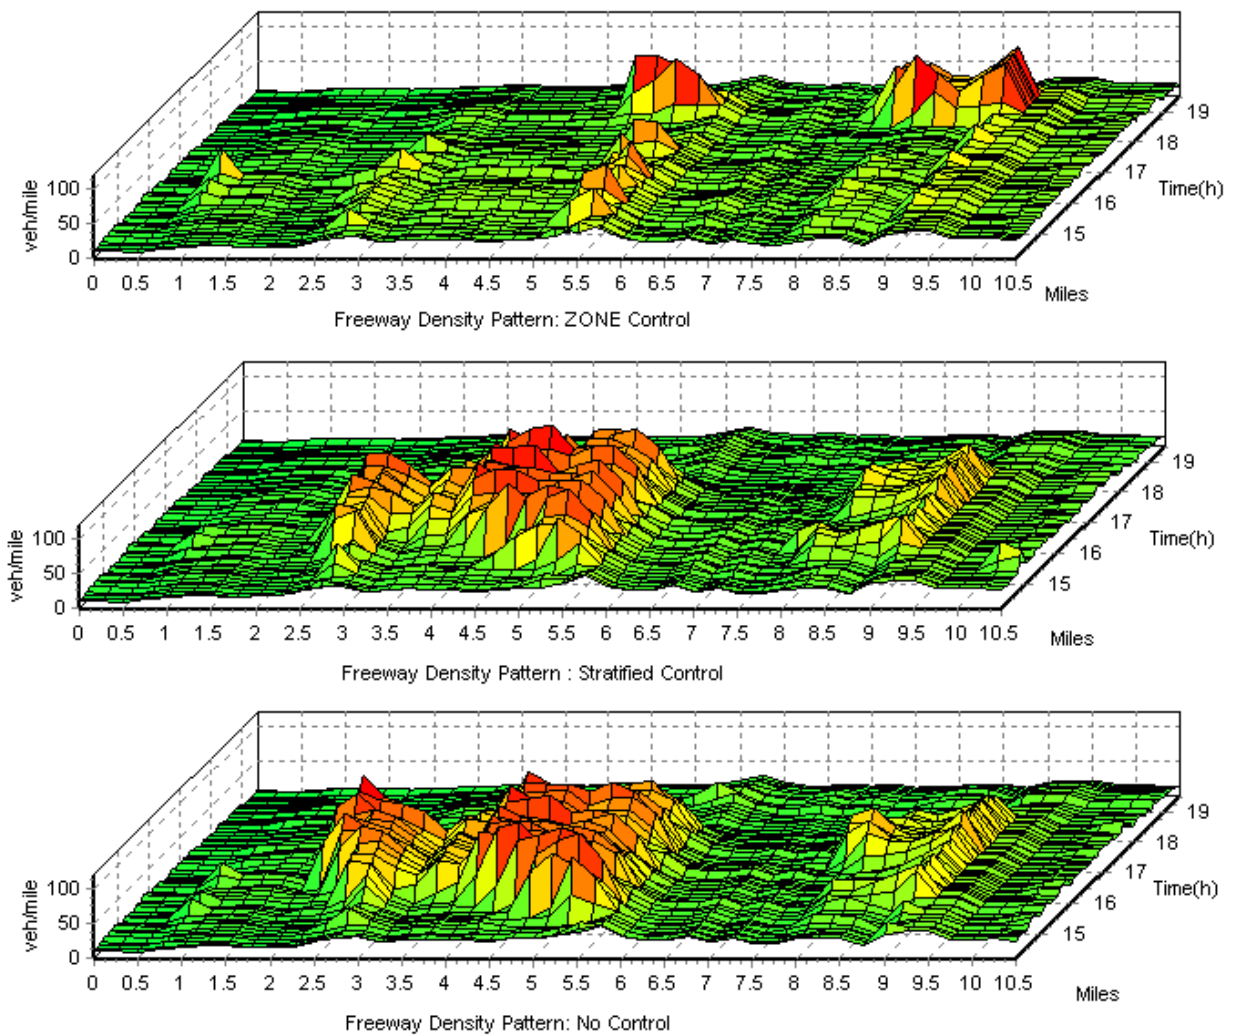 19
18
17
Time(h)
16
15
100
50
0
veh/mile
0 0.5 1 1.5 2 2.5 3 3.5 4 4.5 5 5.5 6 6.5 7 7.5 8 8.5 9 9.5 10 10.5
Miles
Freeway Density Pattern: ZONE Control
19
18
17
Time(h)
16
15
100
50
0
veh/mile
0 0.5 1 1.5 2 2.5 3 3.5 4 4.5 5 5.5 6 6.5 7 7.5 8 8.5 9 9.5 10 10.5
Miles
Freeway Density Pattern : Stratified Control
19
18
17
Time(h)
16
15
100
50
0
veh/mile
0 0.5 1 1.5 2 2.5 3 3.5 4 4.5 5 5.5 6 6.5 7 7.5 8 8.5 9 9.5 10 10.5
Miles
Freeway Density Pattern: No Control